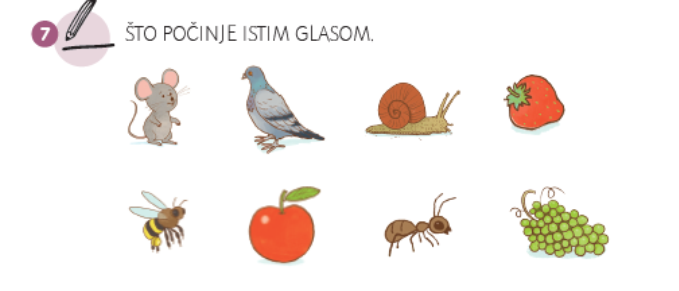 7 ŠTO POČINJE ISTIM GLASOM.